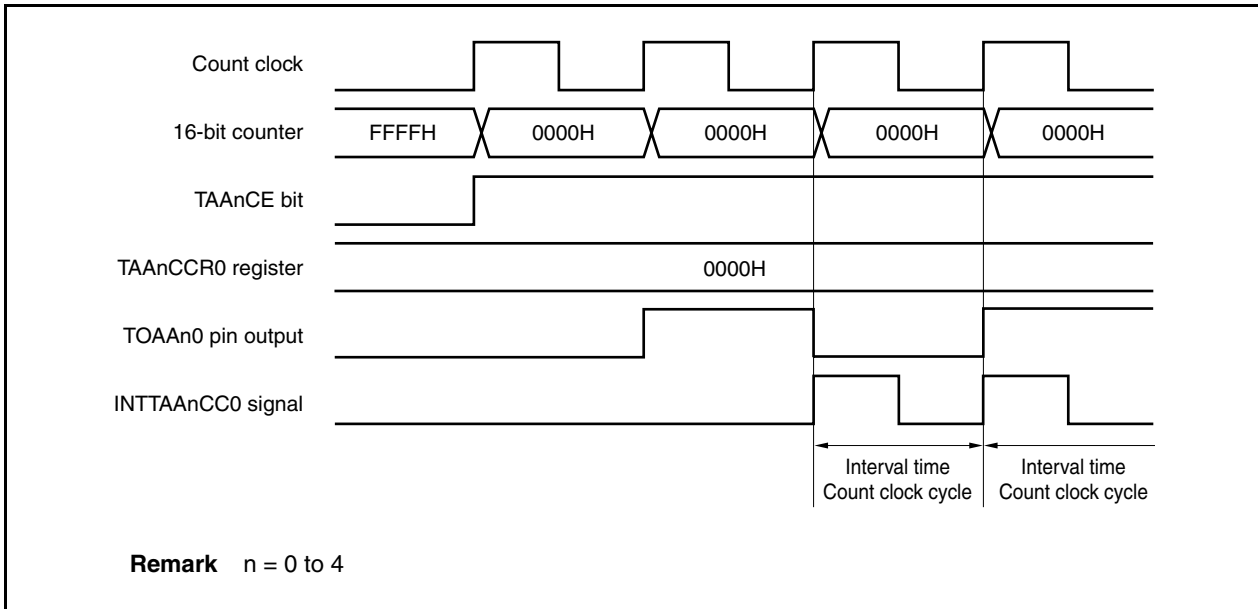 Count clock
16-bit counter FFFFH 0000H 0000H 0000H 0000H
TAAnCE bit
TAAnCCR0 register 0000H
TOAAn0 pin output
INTTAAnCC0 signal
Interval time Interval time
Count clock cycle Count clock cycle
Remark n = 0 to 4